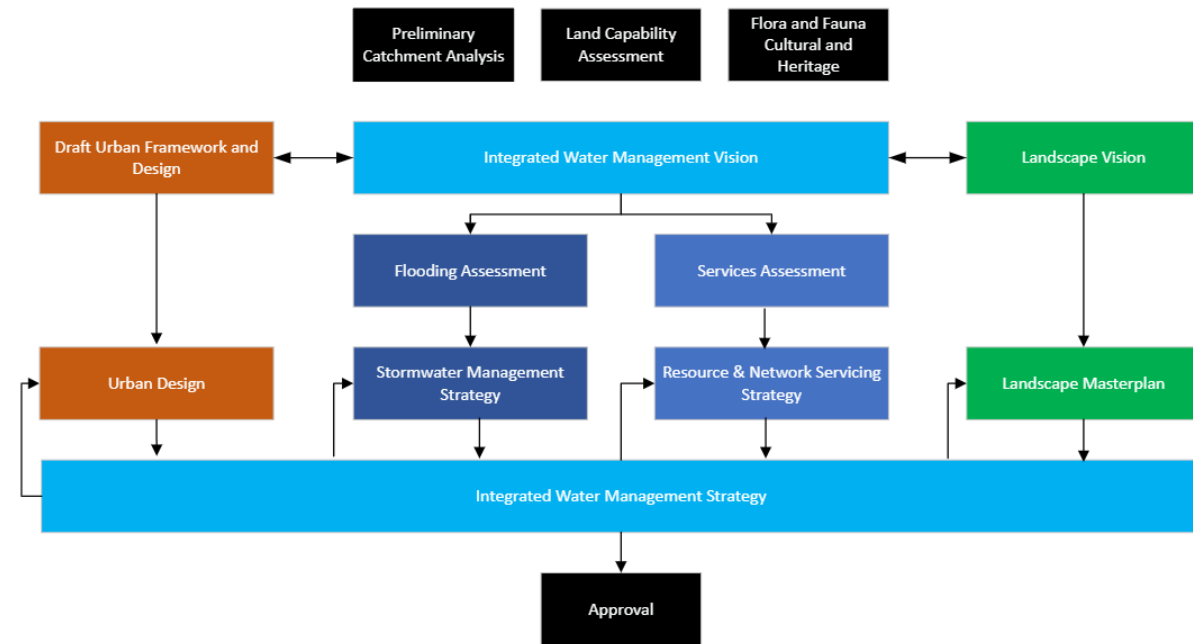 Preliminary
Catchment Analysis
Land Capability
Assessment
Flora and Fauna
Cultural and
Heritage
Draft Urban Framework and
Design
Integrated Water Management Vision
Landscape Vision
Flooding Assessment
Services Assessment
Urban Design
Stormwater Management
Strategy
Resource & Network Servicing
Strategy
Landscape Masterplan
Integrated Water Management Strategy
Approval